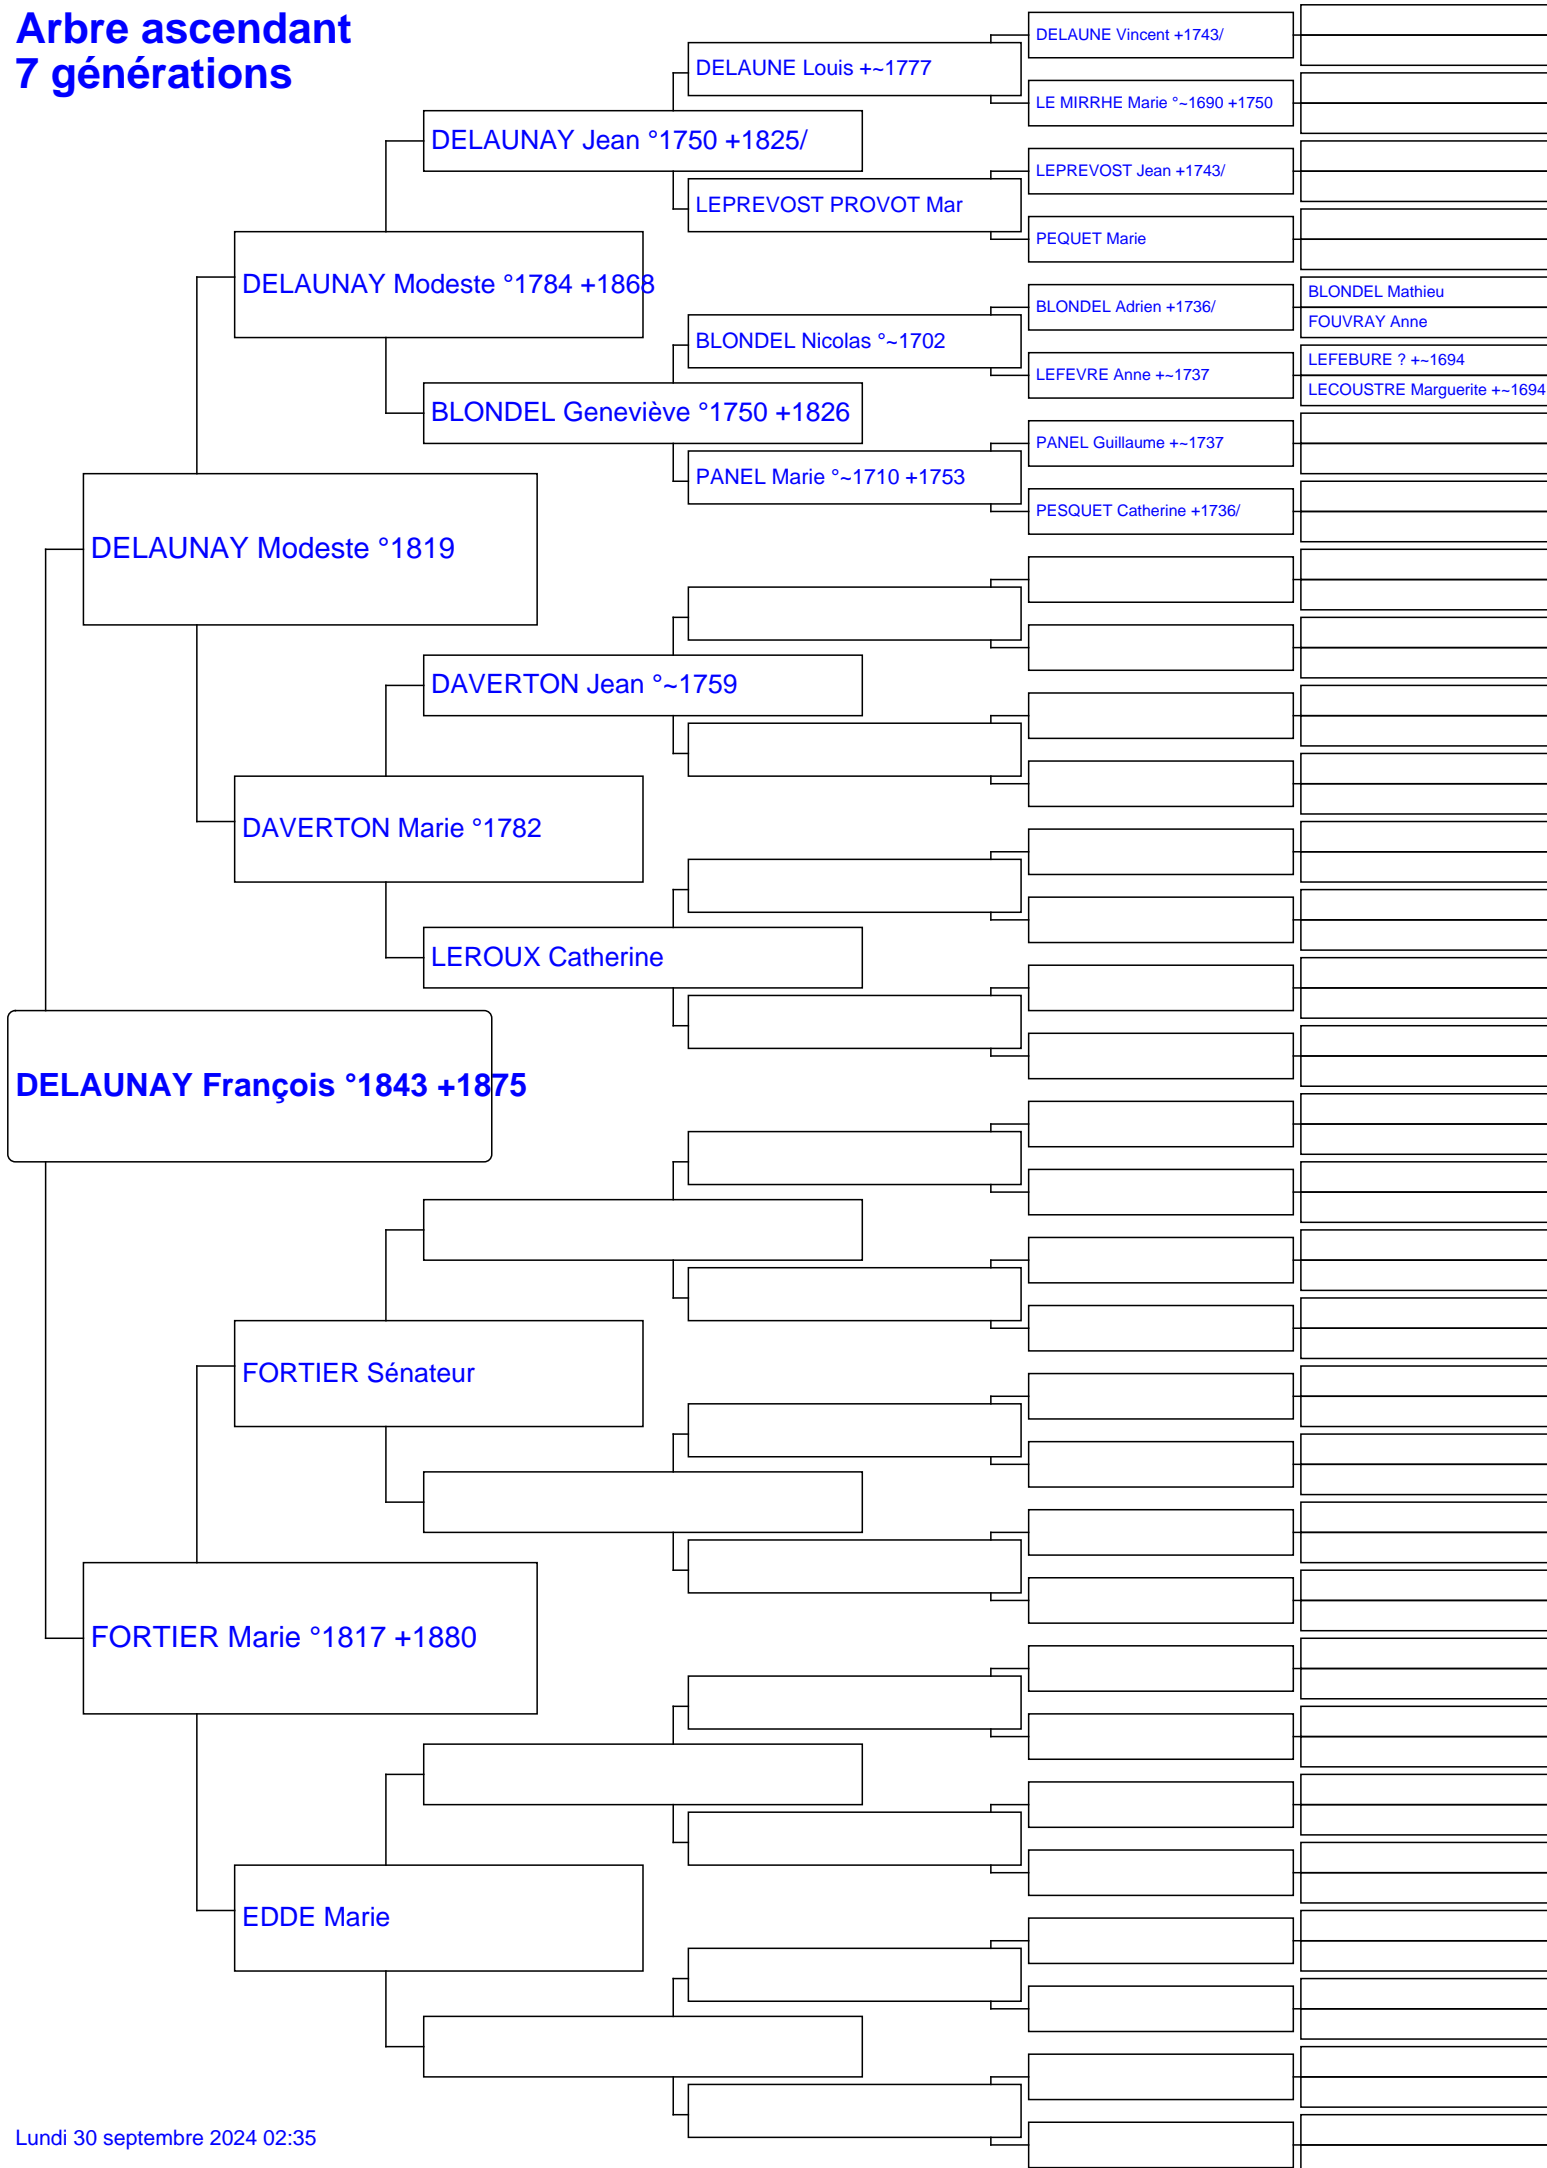 Arbre ascendant
7 générations
DELAUNE Vincent +1743/
DELAUNE Louis +~1777
LE MIRRHE Marie °~1690 +1750
DELAUNAY Jean °1750 +1825/
LEPREVOST Jean +1743/
LEPREVOST PROVOT Mar
PEQUET Marie
DELAUNAY Modeste °1784 +1868
BLONDEL Mathieu
BLONDEL Adrien +1736/
FOUVRAY Anne
BLONDEL Nicolas °~1702
LEFEBURE ? +~1694
LEFEVRE Anne +~1737
LECOUSTRE Marguerite +~1694
BLONDEL Geneviève °1750 +1826
PANEL Guillaume +~1737
PANEL Marie °~1710 +1753
PESQUET Catherine +1736/
DELAUNAY Modeste °1819
DAVERTON Jean °~1759
DAVERTON Marie °1782
LEROUX Catherine
DELAUNAY François °1843 +1875
FORTIER Sénateur
FORTIER Marie °1817 +1880
EDDE Marie
Lundi 30 septembre 2024 02:35